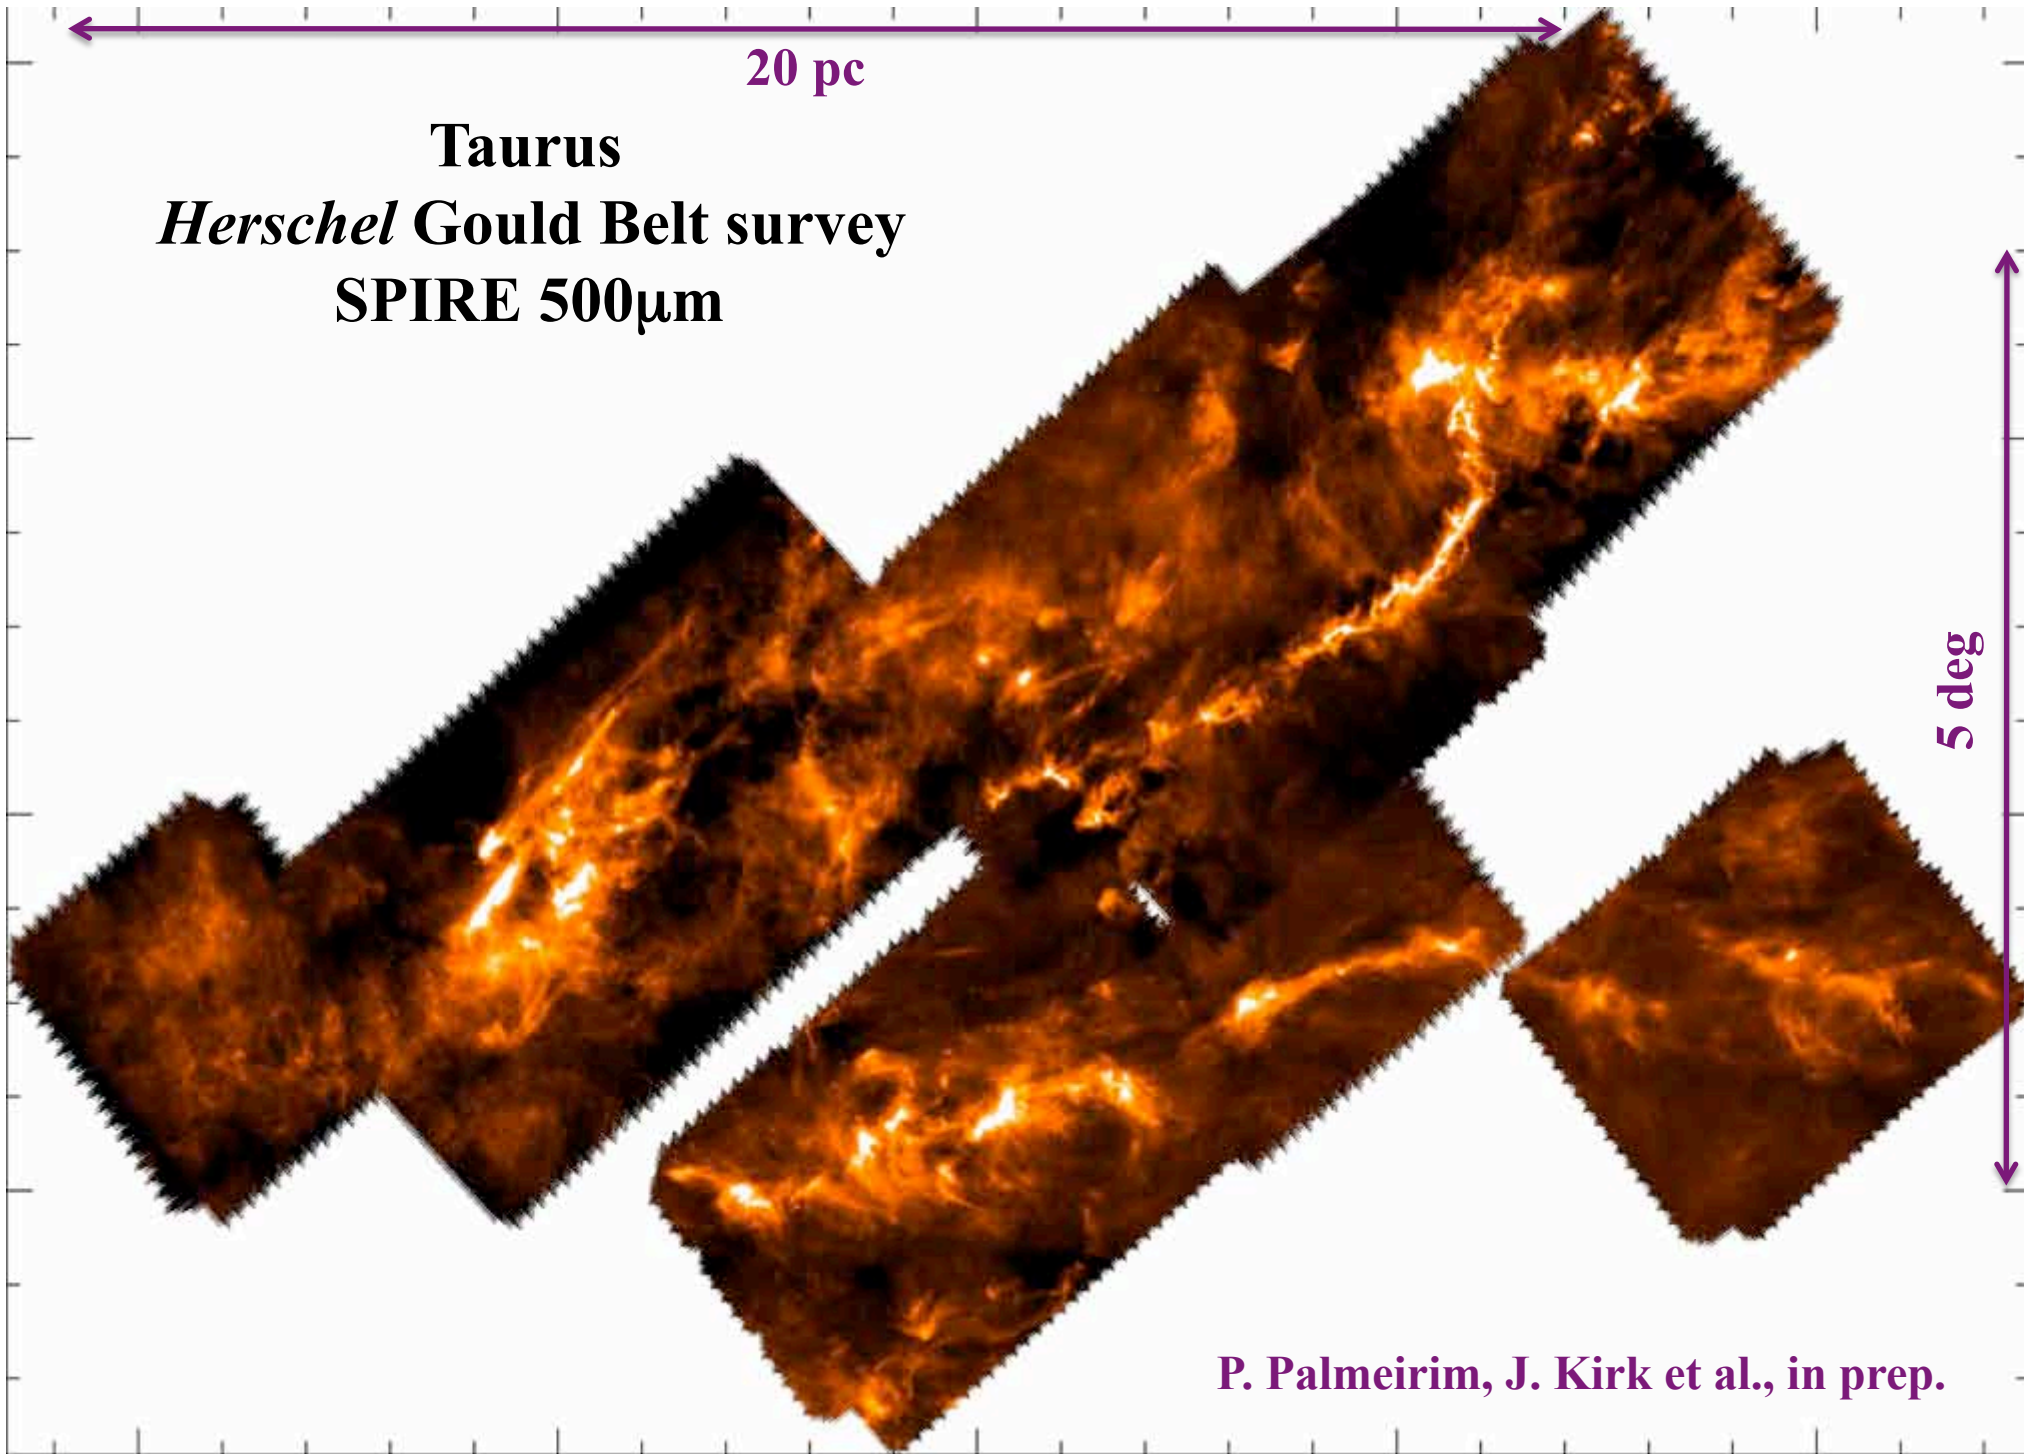 20 pc
Taurus
Herschel Gould Belt survey
SPIRE 500μm
5 deg
P. Palmeirim, J. Kirk et al., in prep.